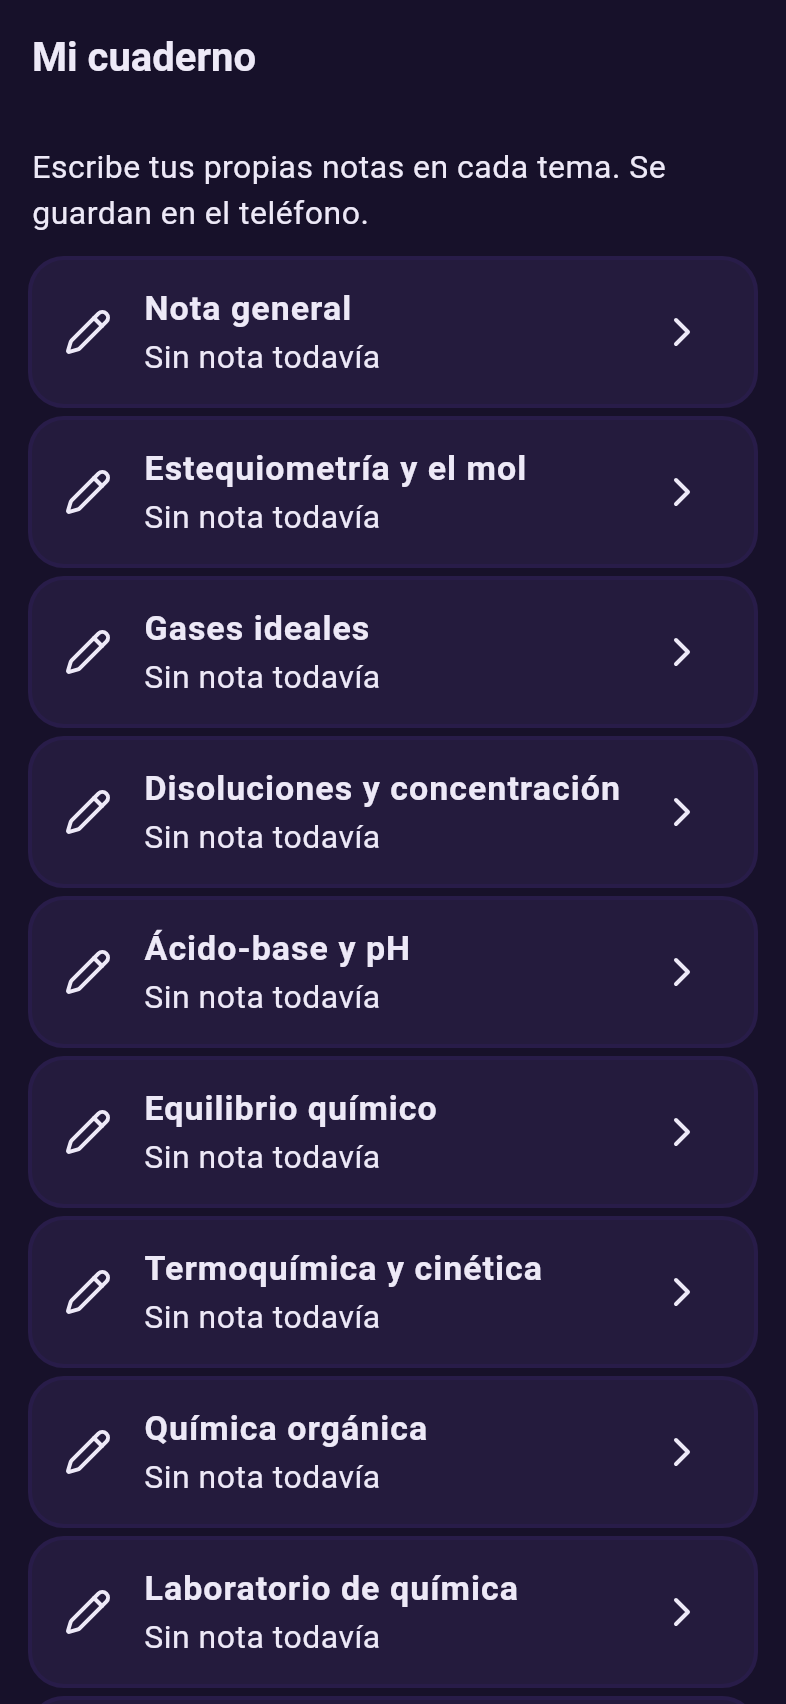 Mi cuaderno
Escribe tus propias notas en cada tema. Se
guardan en el teléfono.
Nota general
Sin nota todavía
Estequiometría y el mol
Sin nota todavía
Gases ideales
Sin nota todavía
Disoluciones y concentración
Sin nota todavía
Ácido-base y pH
Sin nota todavía
Equilibrio químico
Sin nota todavía
Termoquímica y cinética
Sin nota todavía
Química orgánica
Sin nota todavía
Laboratorio de química
Sin nota todavía